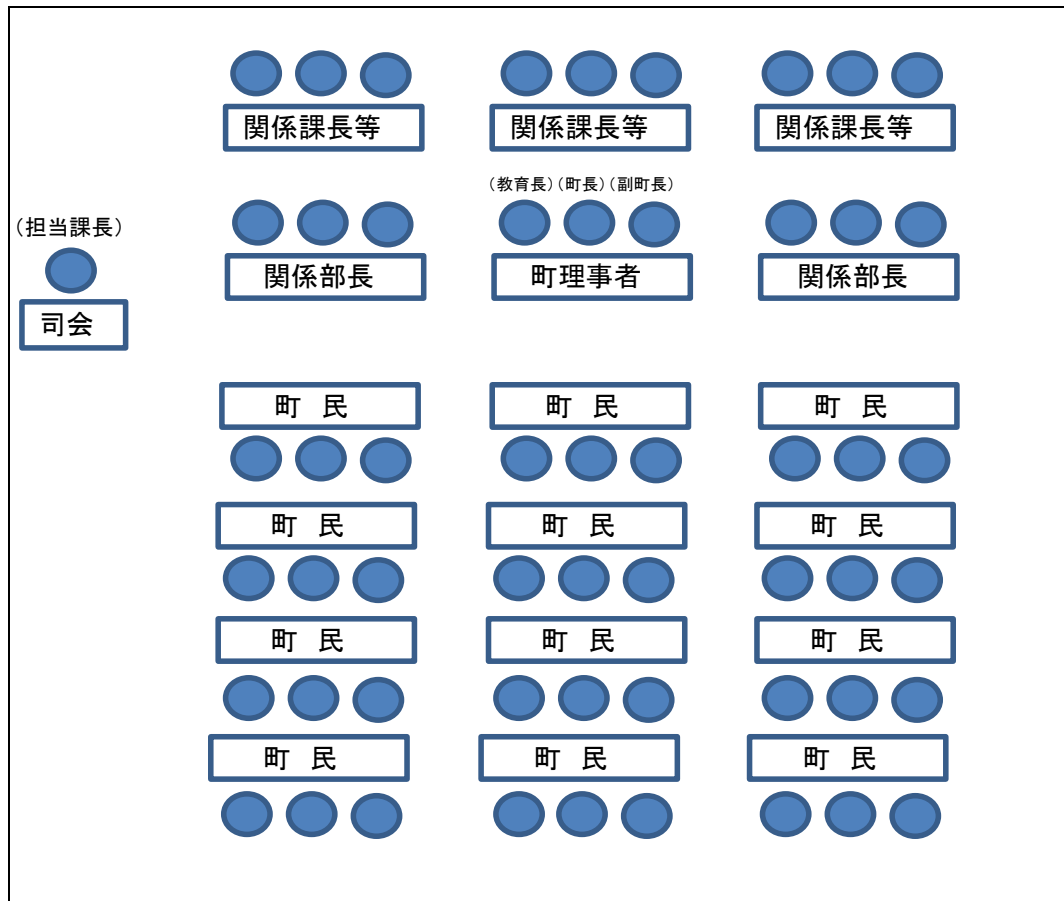 関係課長等 関係課長等 関係課長等
(教育長)(町長)(副町長)
(担当課長)
関係部長 町理事者 関係部長
司会
町 民 町 民 町 民
町 民 町 民 町 民
町 民 町 民 町 民
町 民 町 民 町 民